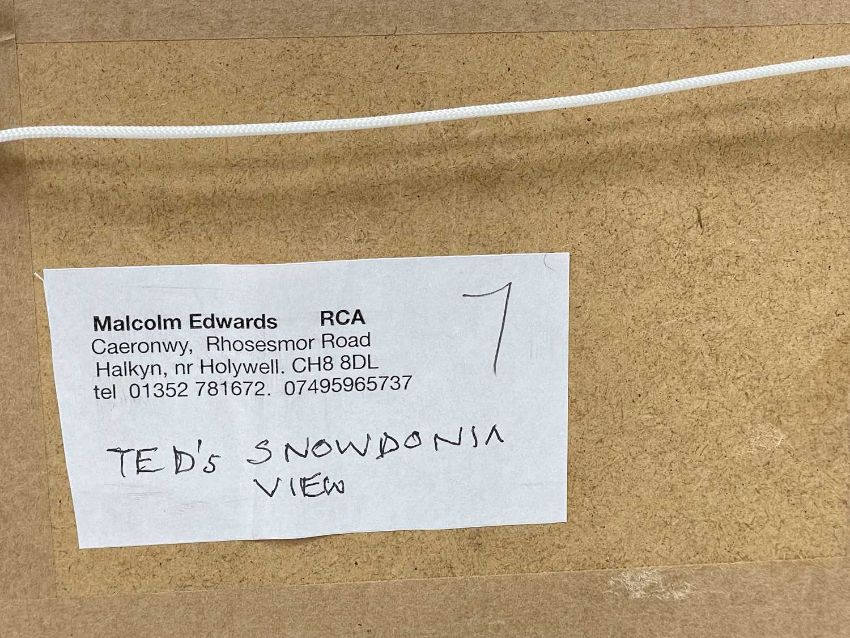 Malcolm Edwards RCA
Caeronwy, Rhosesmor Road
Halkyn, nr Holywell. CH8 8DL
tel 01352 781672. 07495965737
7
TED's SNOWDONIA
VIEW